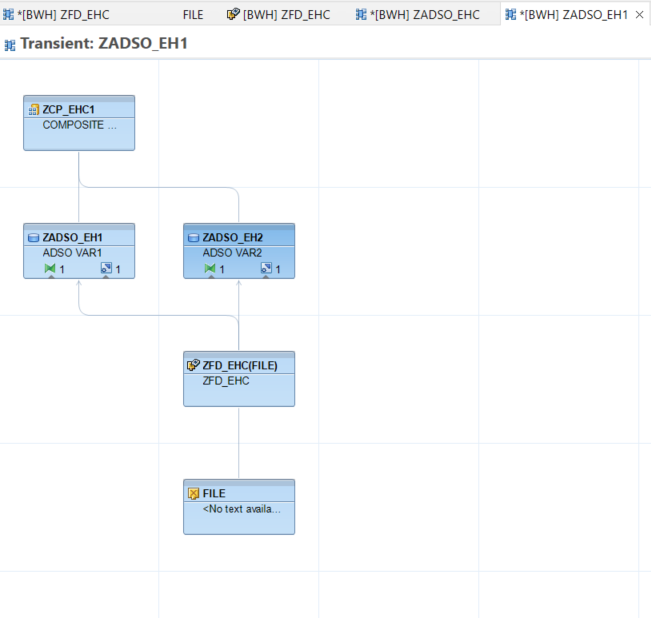 *[BWH] ZFD_EHC FILE [BWH] ZFD_EHC *[BWH] ZADSO_EHC *[BWH] ZADSO_EH1
Transient: ZADSO_EH1
ZCP_EHC1
COMPOSITE ...
ZADSO_EH1
ADSO VAR1
1 1
ZADSO_EH2
ADSO VAR2
1 1
ZFD_EHC(FILE)
ZFD_EHC
FILE
<No text availa...